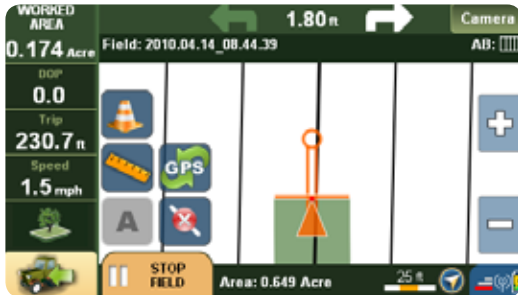 WORKED
AREA
0.174 Acre
DOP
0.0
Trip
230.7 ft
Speed
1.5 mph
1.80 ft
Camera
Field: 2010.04.14_08.44.39
AB:
GPS
A
STOP
FIELD
Area: 0.649 Acre
25 ft